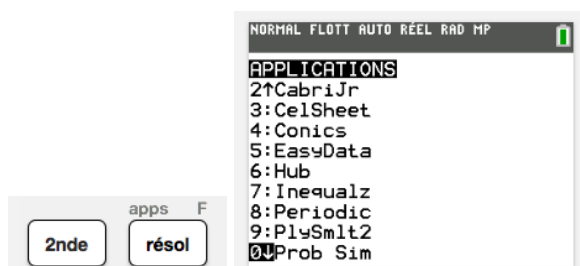 NORMAL FLOTT AUTO RÉEL RAD MP
APPLICATIONS
2↑CabriJr
3:CelSheet
4:Conics
5:EasyData
6:Hub
7:Inequalz
8:Periodic
9:PlySmlt2
0↓Prob Sim
apps F
2nde résol